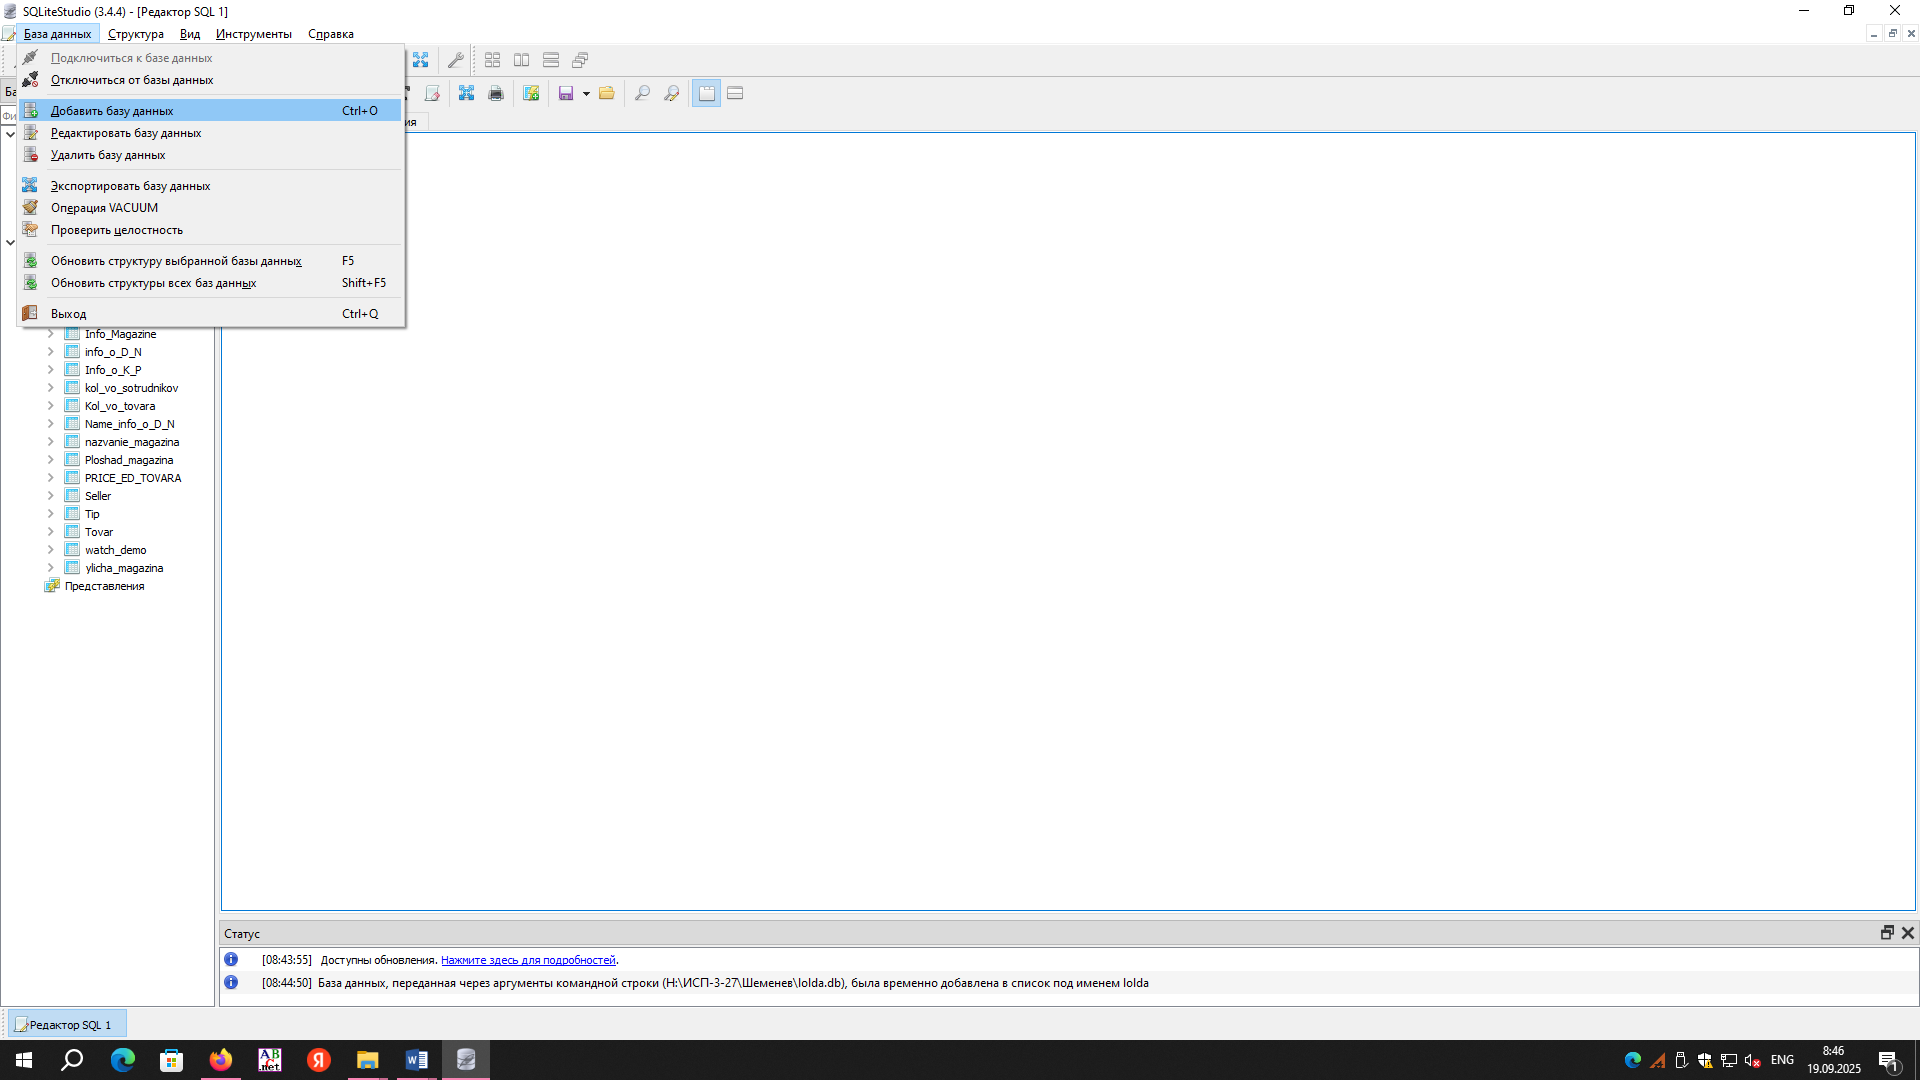 SQLiteStudio (3.4.4) - [Редактор SQL 1]
База данных Структура Вид Инструменты Справка
Подключиться к базе данных
Отключиться от базы данных
Добавить базу данных Ctrl+O
Редактировать базу данных
Удалить базу данных
Экспортировать базу данных
Операция VACUUM
Проверить целостность
Обновить структуру выбранной базы данных F5
Обновить структуры всех баз данных Shift+F5
Выход Ctrl+Q
Info_Magazine
info_o_D_N
Info_o_K_P
kol_vo_sotrudnikov
Kol_vo_tovara
Name_info_o_D_N
nazvanie_magazina
Ploshad_magazina
PRICE_ED_TOVARA
Seller
Tip
Tovar
watch_demo
ylicha_magazina
Представления
Статус
[08:43:55] Доступны обновления. Нажмите здесь для подробностей.
[08:44:50] База данных, переданная через аргументы командной строки (H:\ИСП-3-27\Шеменев\lolda.db), была временно добавлена в список под именем lolda
Редактор SQL 1
ENG
8:46
19.09.2025
1